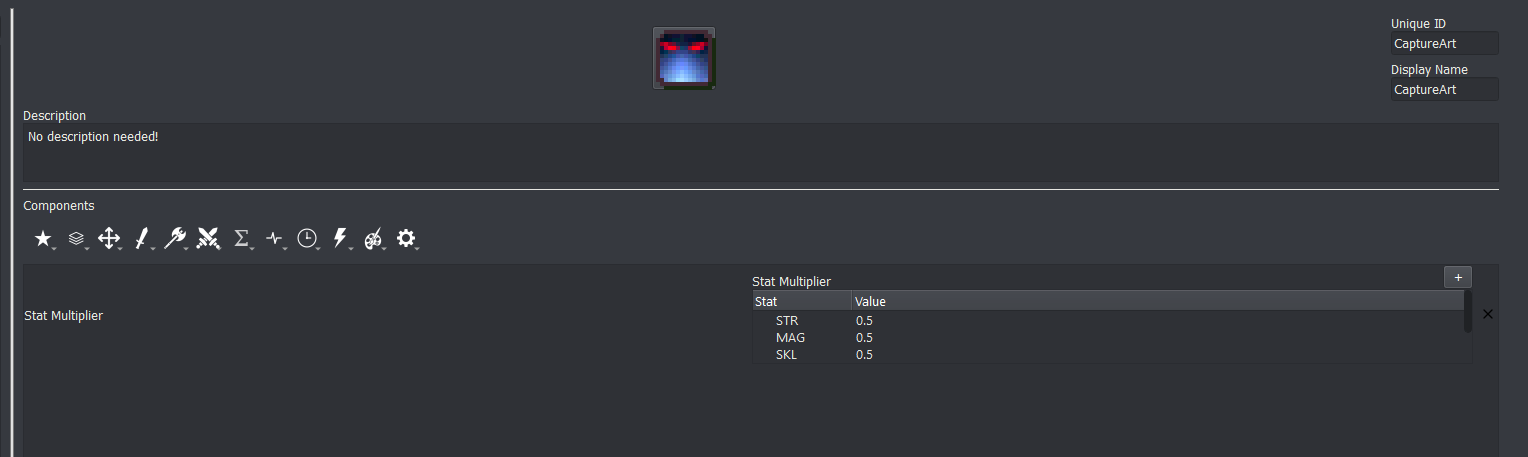 Unique ID
CaptureArt
Display Name
CaptureArt
Description
No description needed!
Components
Stat Multiplier
Stat Multiplier
+
Stat Value
STR 0.5
MAG 0.5
SKL 0.5